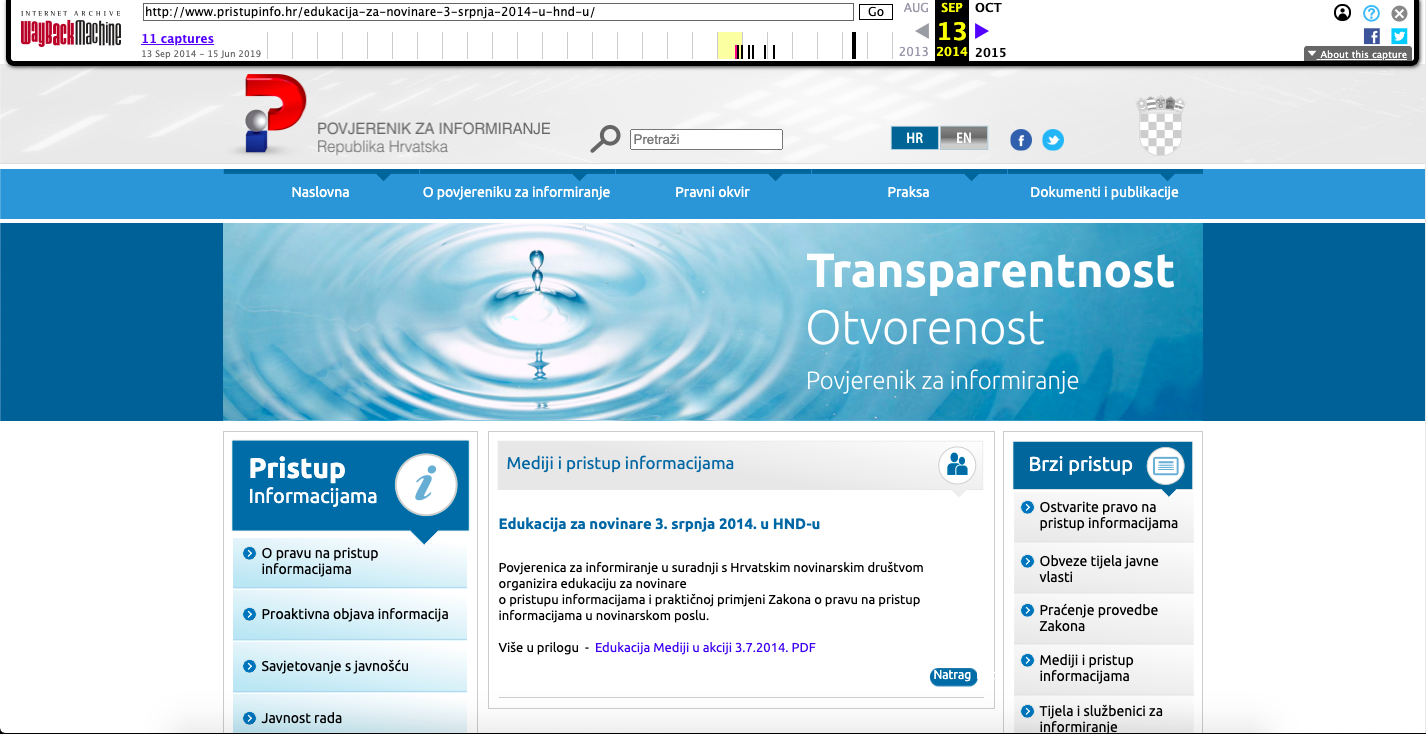 INTERNET ARCHIVE
WayBackMachine
http://www.pristupinfo.hr/edukacija-za-novinare-3-srpnja-2014-u-hnd-u/
Go
AUG
SEP
OCT
11 captures
13 Sep 2014 – 15 Jun 2019
13
2013
2014
2015
About this capture
POVJERENIK ZA INFORMIRANJE
Republika Hrvatska
Pretraži
HR
EN
Naslovna
O povjereniku za informiranje
Pravni okvir
Praksa
Dokumenti i publikacije
Transparentnost
Otvorenost
Povjerenik za informiranje
Pristup
Informacijama
O pravu na pristup
informacijama
Proaktivna objava informacija
Savjetovanje s javnošću
Javnost rada
Mediji i pristup informacijama
Edukacija za novinare 3. srpnja 2014. u HND-u
Povjerenica za informiranje u suradnji s Hrvatskim novinarskim društvom
organizira edukaciju za novinare
o pristupu informacijama i praktičnoj primjeni Zakona o pravu na pristup
informacijama u novinarskom poslu.
Više u prilogu - Edukacija Mediji u akciji 3.7.2014. PDF
Natrag
Brzi pristup
Ostvarite pravo na
pristup informacijama
Obveze tijela javne
vlasti
Praćenje provedbe
Zakona
Mediji i pristup
informacijama
Tijela i službenici za
informiranje